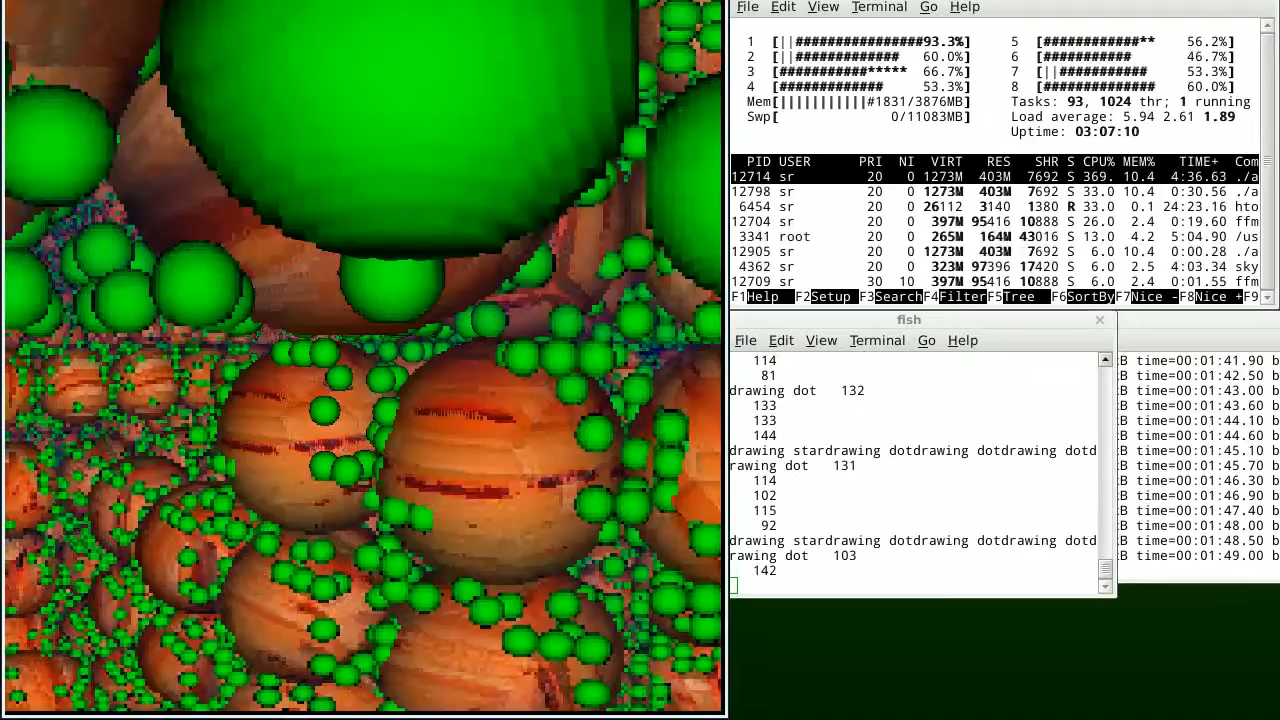 File Edit View Terminal Go Help
1 [||################93.3%] 5 [############** 56.2%]
2 [||############# 60.0%] 6 [########### 46.7%]
3 [###########***** 66.7%] 7 [||########### 53.3%]
4 [############# 53.3%] 8 [############## 60.0%]
Mem[|||||||||||#1831/3876MB] Tasks: 93, 1024 thr; 1 running
Swp[ 0/11083MB] Load average: 5.94 2.61 1.89
Uptime: 03:07:10
PID USER PRI NI VIRT RES SHR S CPU% MEM% TIME+ Com
12714 sr 20 0 1273M 403M 7692 S 369. 10.4 4:36.63 ./a
12798 sr 20 0 1273M 403M 7692 S 33.0 10.4 0:30.56 ./a
6454 sr 20 0 26112 3140 1380 R 33.0 0.1 24:23.16 hto
12704 sr 20 0 397M 95416 10888 S 26.0 2.4 0:19.60 ffm
3341 root 20 0 265M 164M 43016 S 13.0 4.2 5:04.90 /us
12905 sr 20 0 1273M 403M 7692 S 6.0 10.4 0:00.28 ./a
4362 sr 20 0 323M 97396 17420 S 6.0 2.5 4:03.34 sky
12709 sr 30 10 397M 95416 10888 S 6.0 2.4 0:01.55 ffm
F1Help F2Setup F3SearchF4FilterF5Tree F6SortByF7Nice -F8Nice +F9
fish
File Edit View Terminal Go Help
114
81
drawing dot 132
133
133
144
drawing stardrawing dotdrawing dotdrawing dotd
rawing dot 131
114
102
115
92
drawing stardrawing dotdrawing dotdrawing dotd
rawing dot 103
142
B time=00:01:41.90 b
B time=00:01:42.50 b
B time=00:01:43.00 b
B time=00:01:43.60 b
B time=00:01:44.10 b
B time=00:01:44.60 b
B time=00:01:45.10 b
B time=00:01:45.70 b
B time=00:01:46.30 b
B time=00:01:46.90 b
B time=00:01:47.40 b
B time=00:01:48.00 b
B time=00:01:48.50 b
B time=00:01:49.00 b